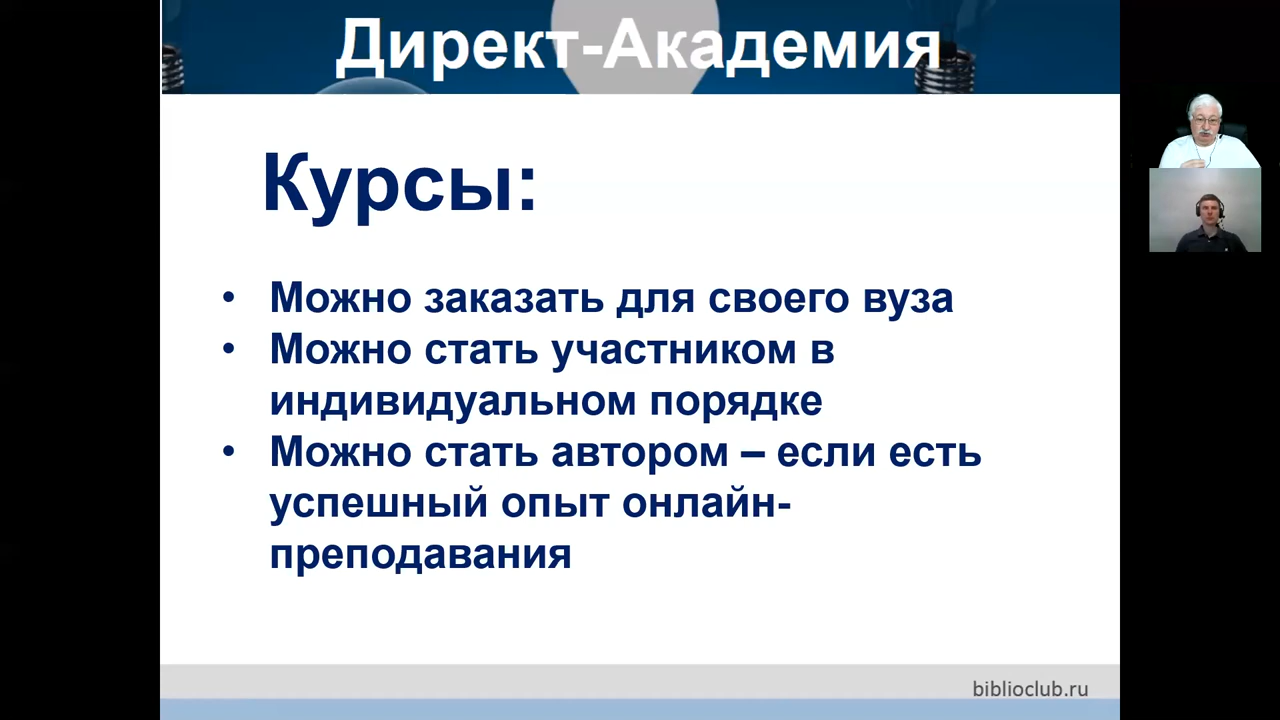 Директ-Академия
Курсы:
• Можно заказать для своего вуза
• Можно стать участником в
индивидуальном порядке
• Можно стать автором – если есть
успешный опыт онлайн-
преподавания
biblioclub.ru